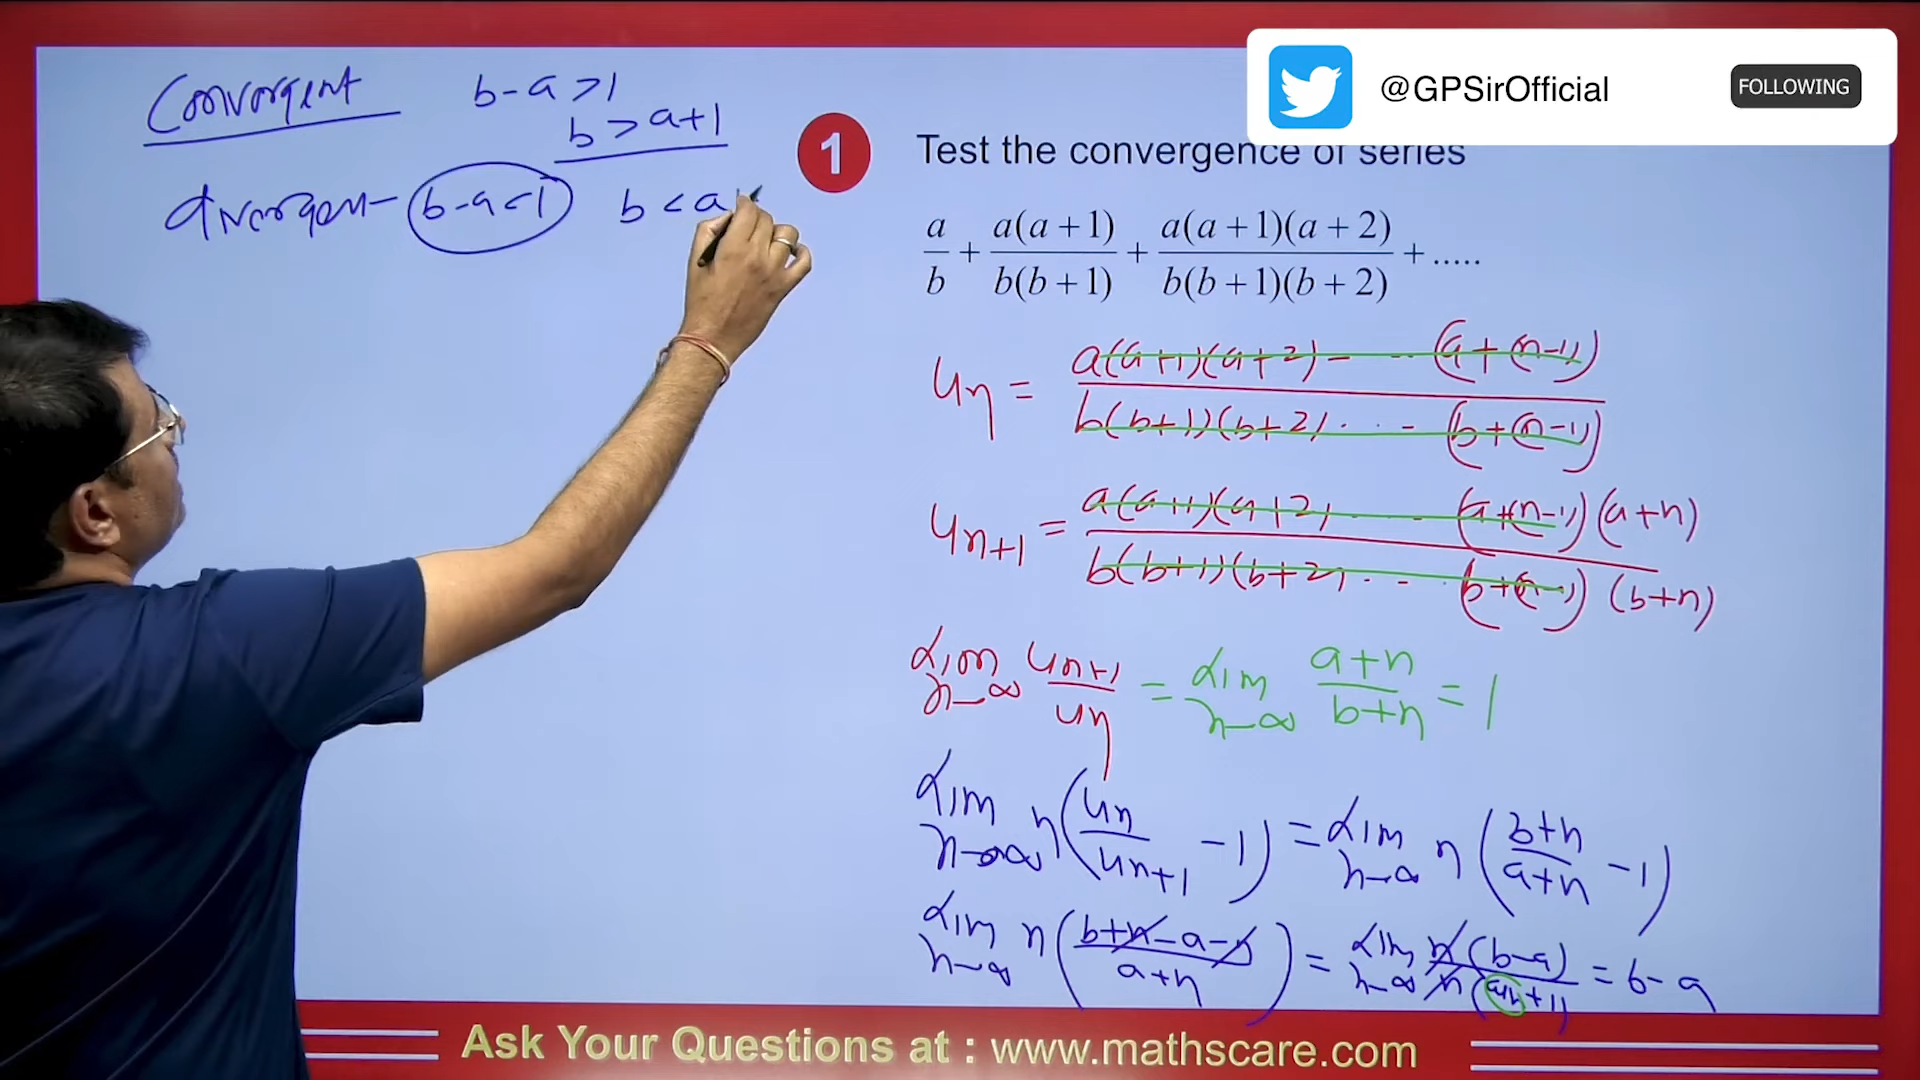 @GPSirOfficial FOLLOWING
Convergent b-a>1
b>a+1
divergent b-a<1 b<a
1 Test the convergence of series
a/b + a(a+1)/b(b+1) + a(a+1)(a+2)/b(b+1)(b+2) + .....
un = a(a+1)(a+2)- -- (a+(n-1)) / b(b+1)(b+2)... - (b+(n-1))
un+1 = a(a+1)(a+2)... -- (a+(n-1))(a+n) / b(b+1)(b+2)... - (b+(n-1))(b+n)
Lim n→∞ un+1/un = Lim n→∞ a+n/b+n = 1
Lim n→∞ n(un/un+1 -1) = Lim n→∞ n(b+n/a+n -1)
Lim n→∞ n(b+n-a-n/a+n) = Lim n→∞ n(b-a)/n(a/n+1) = b-a
Ask Your Questions at : www.mathscare.com